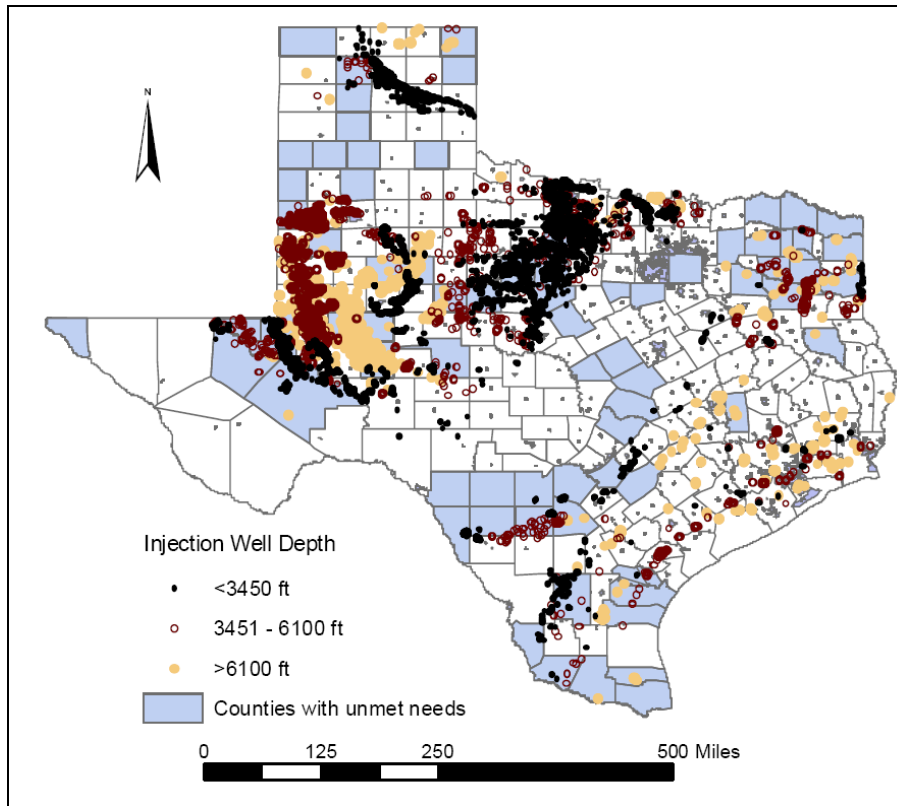 N
Injection Well Depth
<3450 ft
3451 - 6100 ft
>6100 ft
Counties with unmet needs
0 125 250 500 Miles